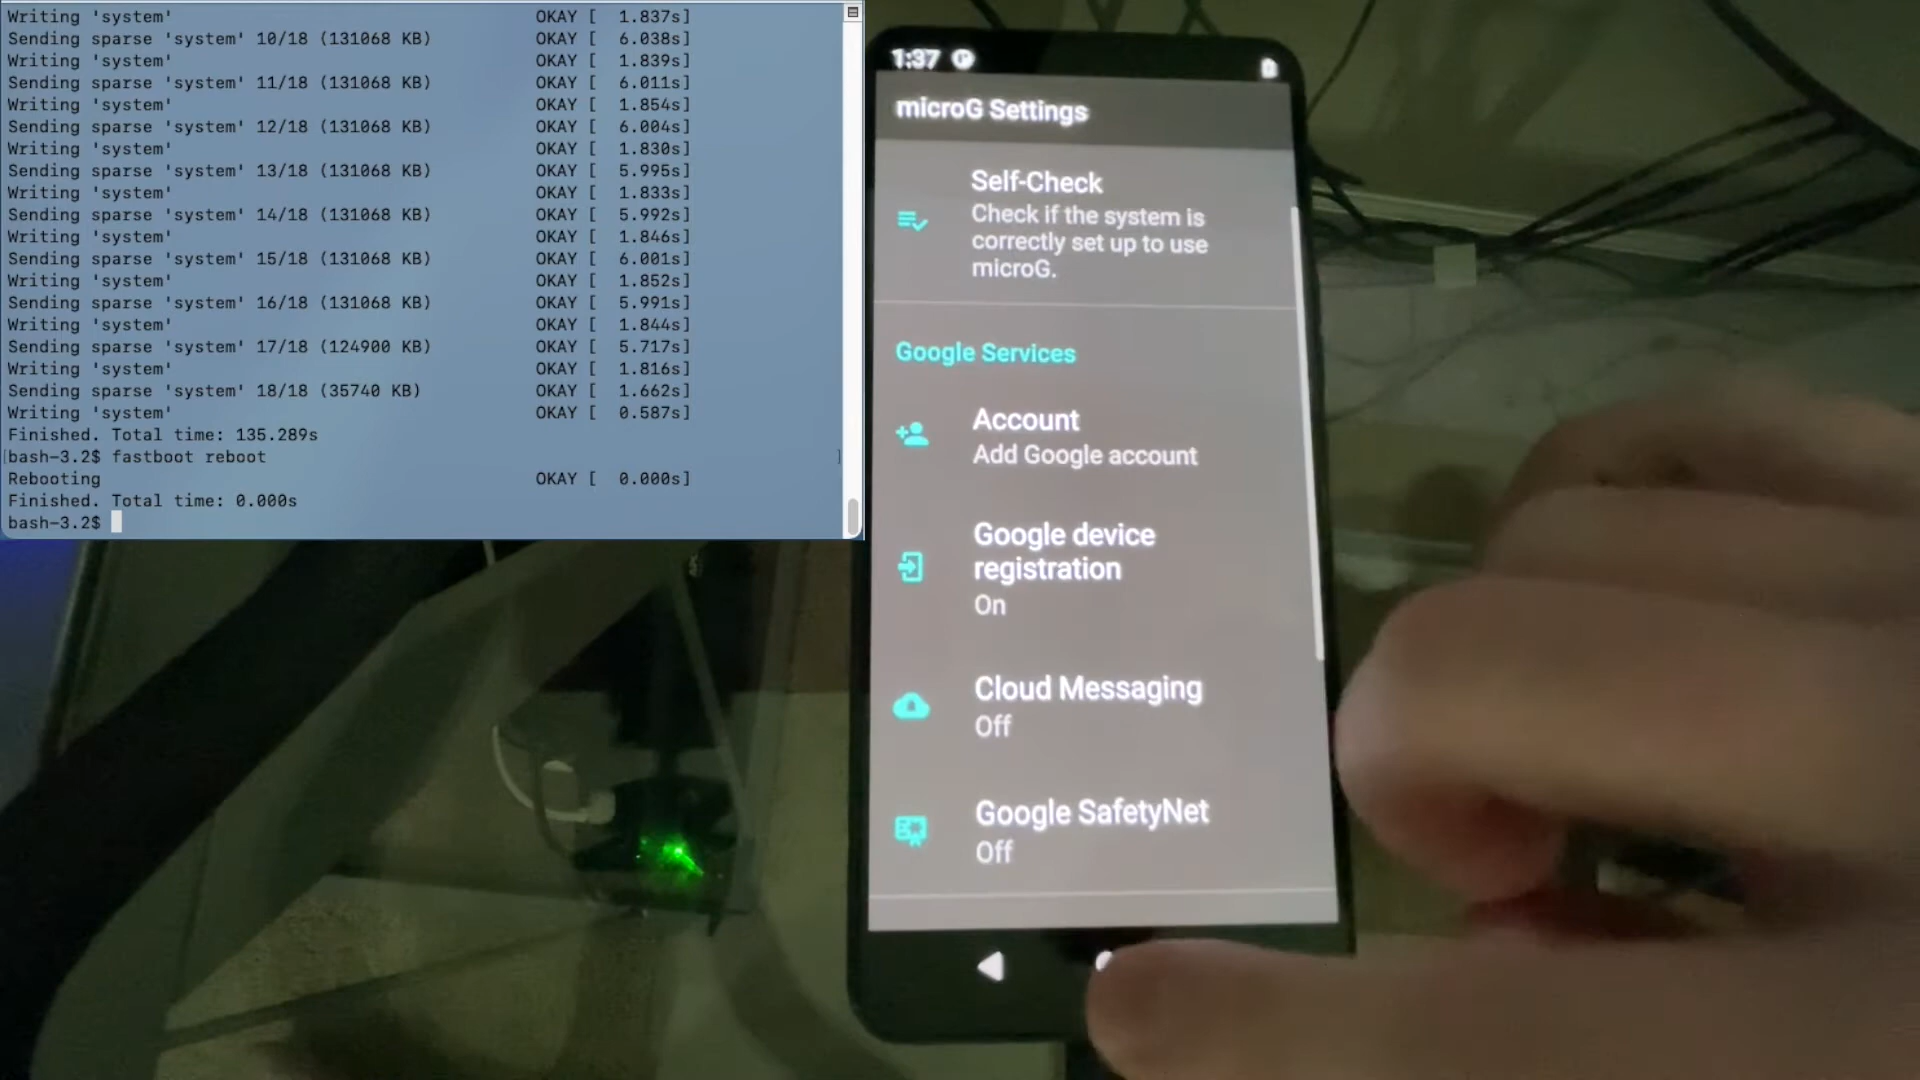 Writing 'system' OKAY [ 1.837s]
Sending sparse 'system' 10/18 (131068 KB) OKAY [ 6.038s]
Writing 'system' OKAY [ 1.839s]
Sending sparse 'system' 11/18 (131068 KB) OKAY [ 6.011s]
Writing 'system' OKAY [ 1.854s]
Sending sparse 'system' 12/18 (131068 KB) OKAY [ 6.004s]
Writing 'system' OKAY [ 1.830s]
Sending sparse 'system' 13/18 (131068 KB) OKAY [ 5.995s]
Writing 'system' OKAY [ 1.833s]
Sending sparse 'system' 14/18 (131068 KB) OKAY [ 5.992s]
Writing 'system' OKAY [ 1.846s]
Sending sparse 'system' 15/18 (131068 KB) OKAY [ 6.001s]
Writing 'system' OKAY [ 1.852s]
Sending sparse 'system' 16/18 (131068 KB) OKAY [ 5.991s]
Writing 'system' OKAY [ 1.844s]
Sending sparse 'system' 17/18 (124900 KB) OKAY [ 5.717s]
Writing 'system' OKAY [ 1.816s]
Sending sparse 'system' 18/18 (35740 KB) OKAY [ 1.662s]
Writing 'system' OKAY [ 0.587s]
Finished. Total time: 135.289s
[bash-3.2$ fastboot reboot ]
Rebooting OKAY [ 0.000s]
Finished. Total time: 0.000s
bash-3.2$
1:37
microG Settings
Self-Check
Check if the system is
correctly set up to use
microG.
Google Services
Account
Add Google account
Google device
registration
On
Cloud Messaging
Off
Google SafetyNet
Off